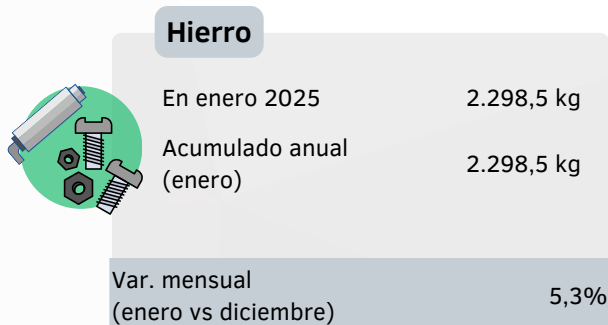 Hierro
En enero 2025 2.298,5 kg
Acumulado anual
(enero) 2.298,5 kg
Var. mensual
(enero vs diciembre) 5,3%